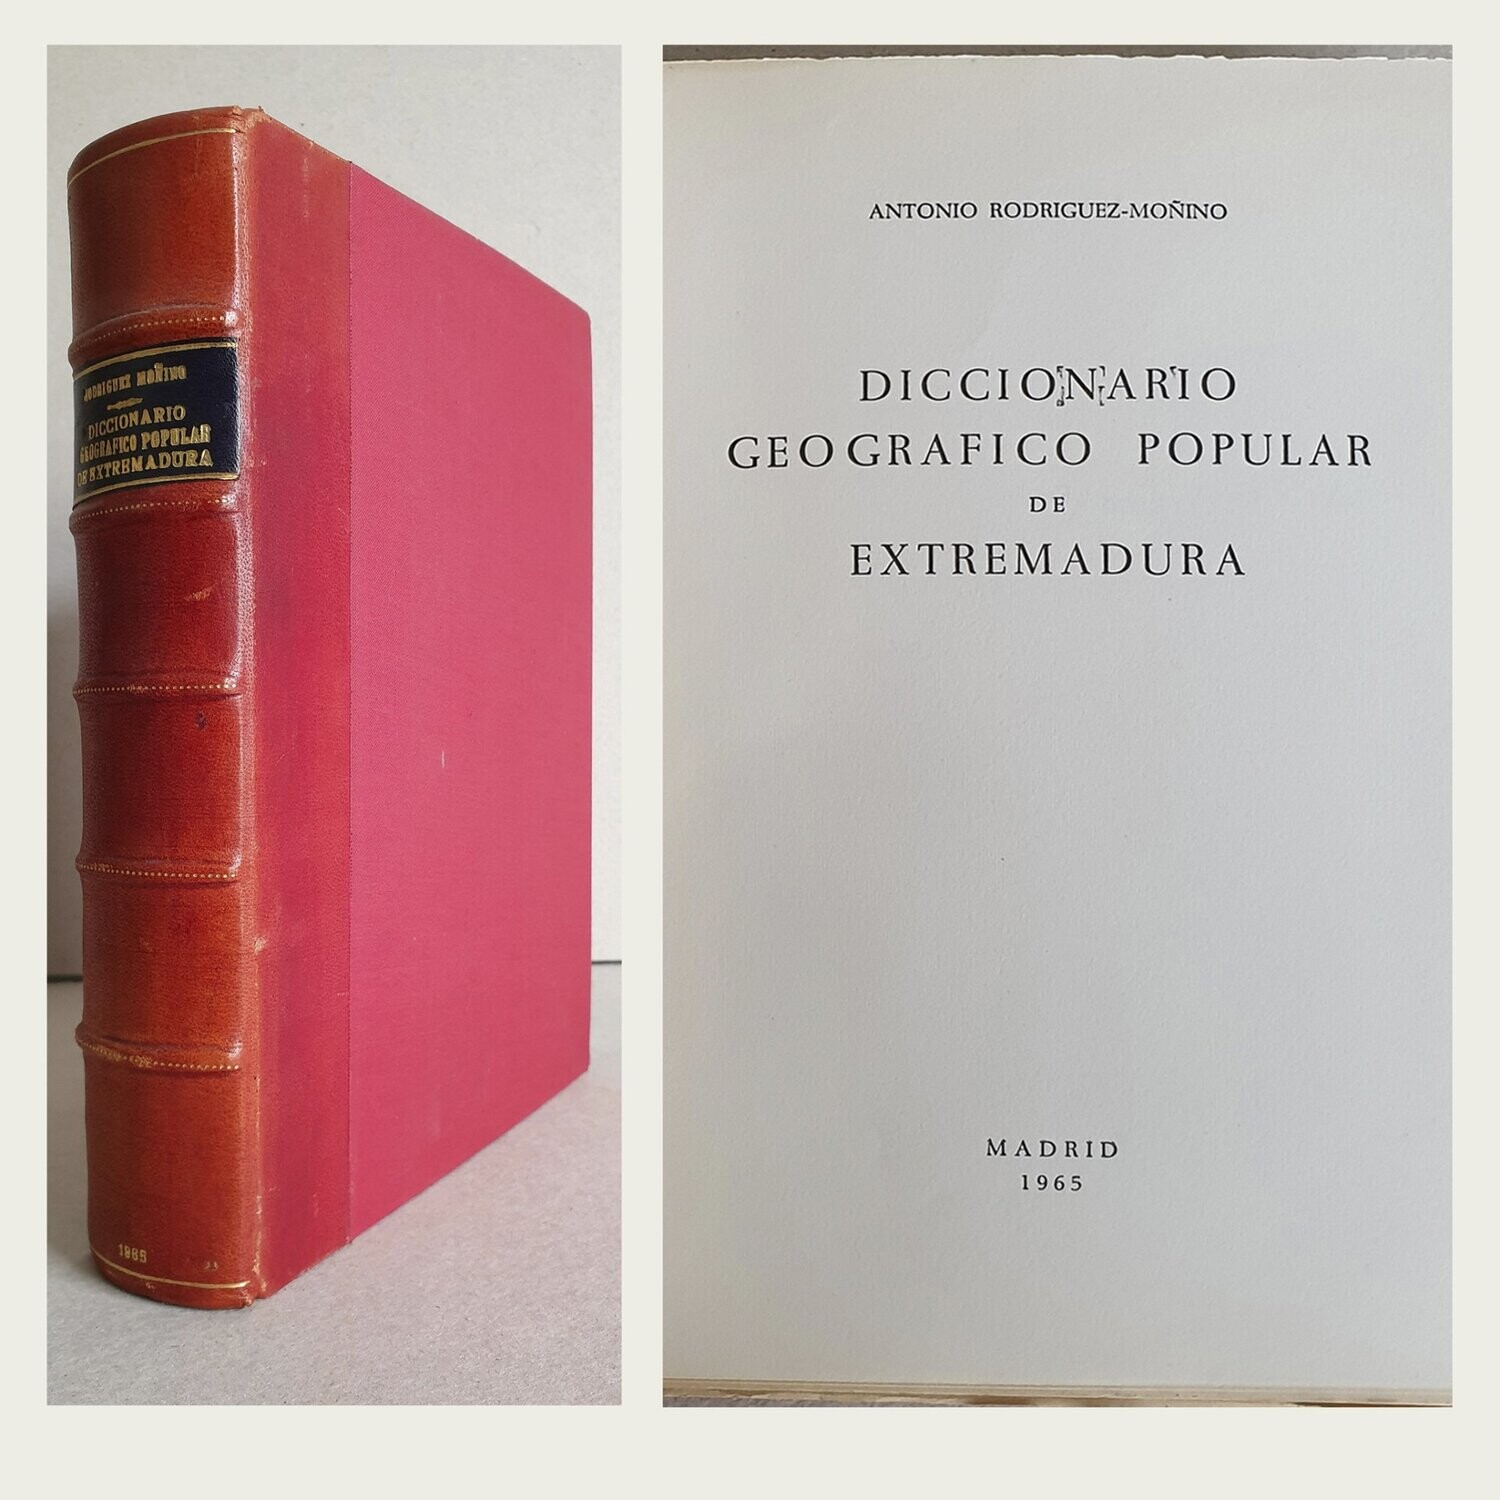 RODRIGUEZ MOÑINO
DICCIONARIO
GEOGRAFICO POPULAR
DE EXTREMADURA
1965
ANTONIO RODRIGUEZ-MOÑINO
DICCIONARIO
GEOGRAFICO POPULAR
DE
EXTREMADURA
MADRID
1965